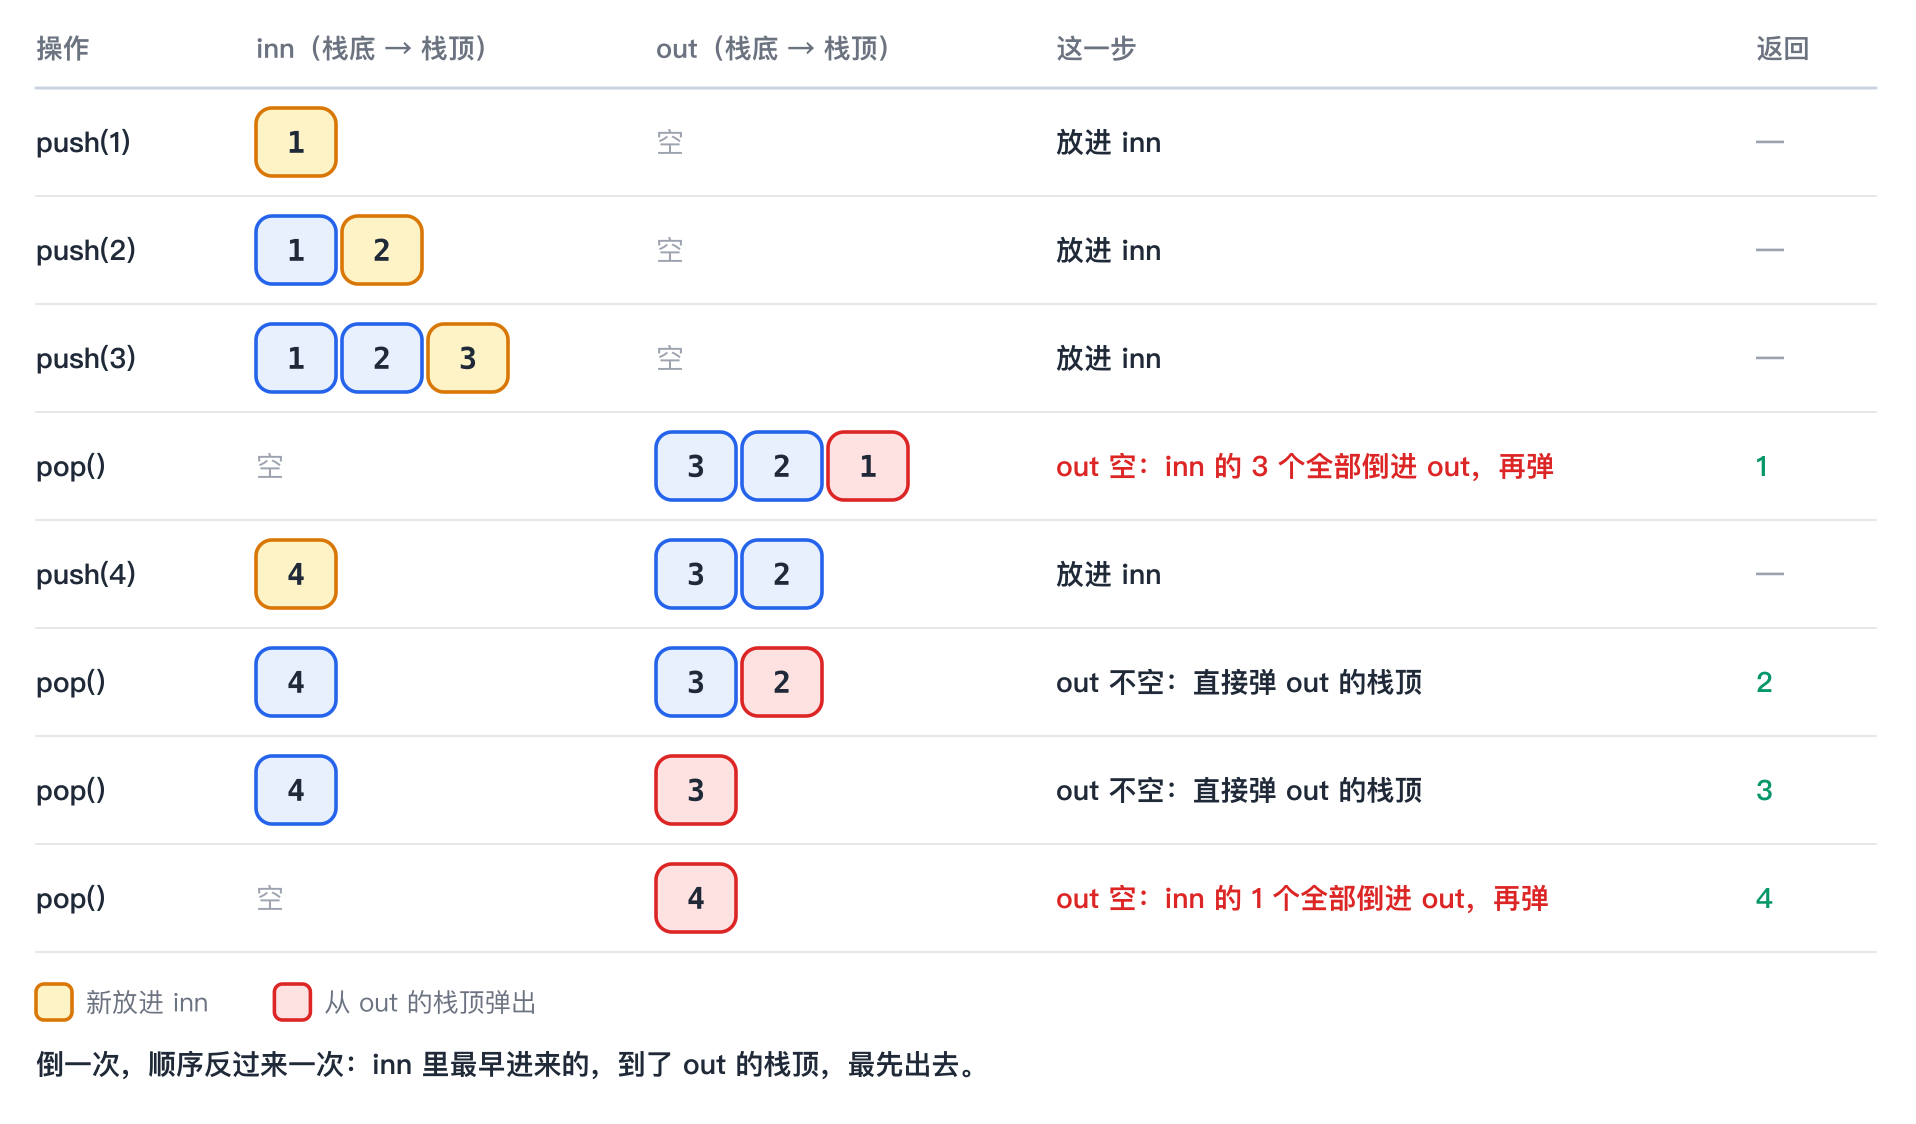 操作 inn（栈底 → 栈顶） out（栈底 → 栈顶） 这一步 返回
push(1) 1 空 放进 inn —
push(2) 1 2 空 放进 inn —
push(3) 1 2 3 空 放进 inn —
pop() 空 3 2 1 out 空：inn 的 3 个全部倒进 out，再弹 1
push(4) 4 3 2 放进 inn —
pop() 4 3 2 out 不空：直接弹 out 的栈顶 2
pop() 4 3 out 不空：直接弹 out 的栈顶 3
pop() 空 4 out 空：inn 的 1 个全部倒进 out，再弹 4
新放进 inn 从 out 的栈顶弹出
倒一次，顺序反过来一次：inn 里最早进来的，到了 out 的栈顶，最先出去。